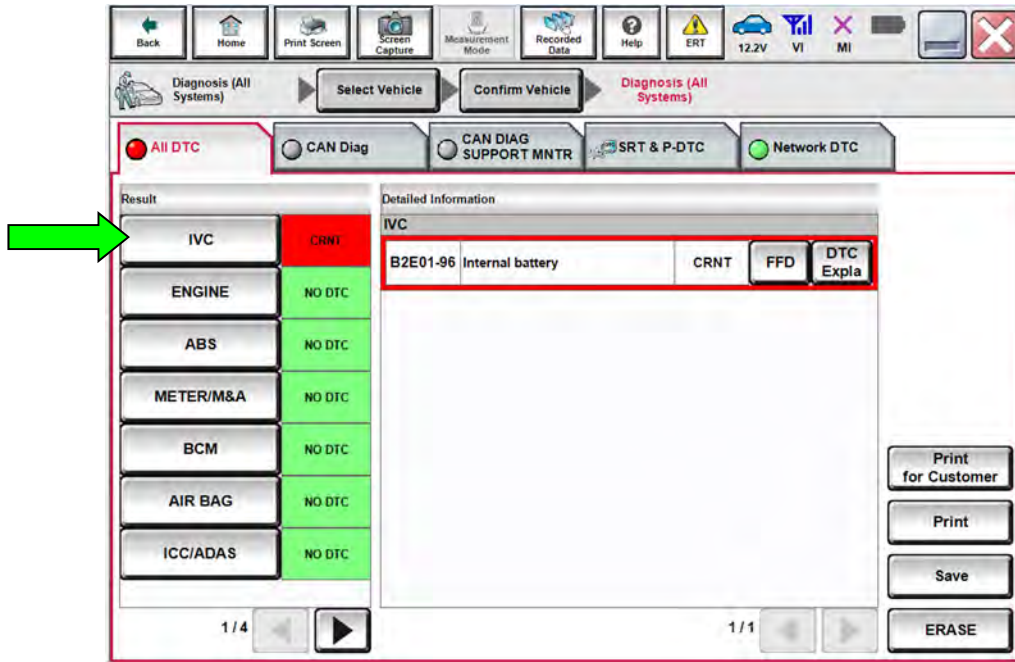 Back
Home
Print Screen
Screen
Capture
Measurement
Mode
Recorded
Data
Help
ERT
12.2V
VI
MI
Diagnosis (All
Systems)
Select Vehicle
Confirm Vehicle
Diagnosis (All
Systems)
All DTC
CAN Diag
CAN DIAG
SUPPORT MNTR
SRT & P-DTC
Network DTC
Result
IVC CRNT
ENGINE NO DTC
ABS NO DTC
METER/M&A NO DTC
BCM NO DTC
AIR BAG NO DTC
ICC/ADAS NO DTC
1 / 4
Detailed Information
IVC
B2E01-96 Internal battery CRNT FFD DTC
Expla
1 / 1
Print
for Customer
Print
Save
ERASE